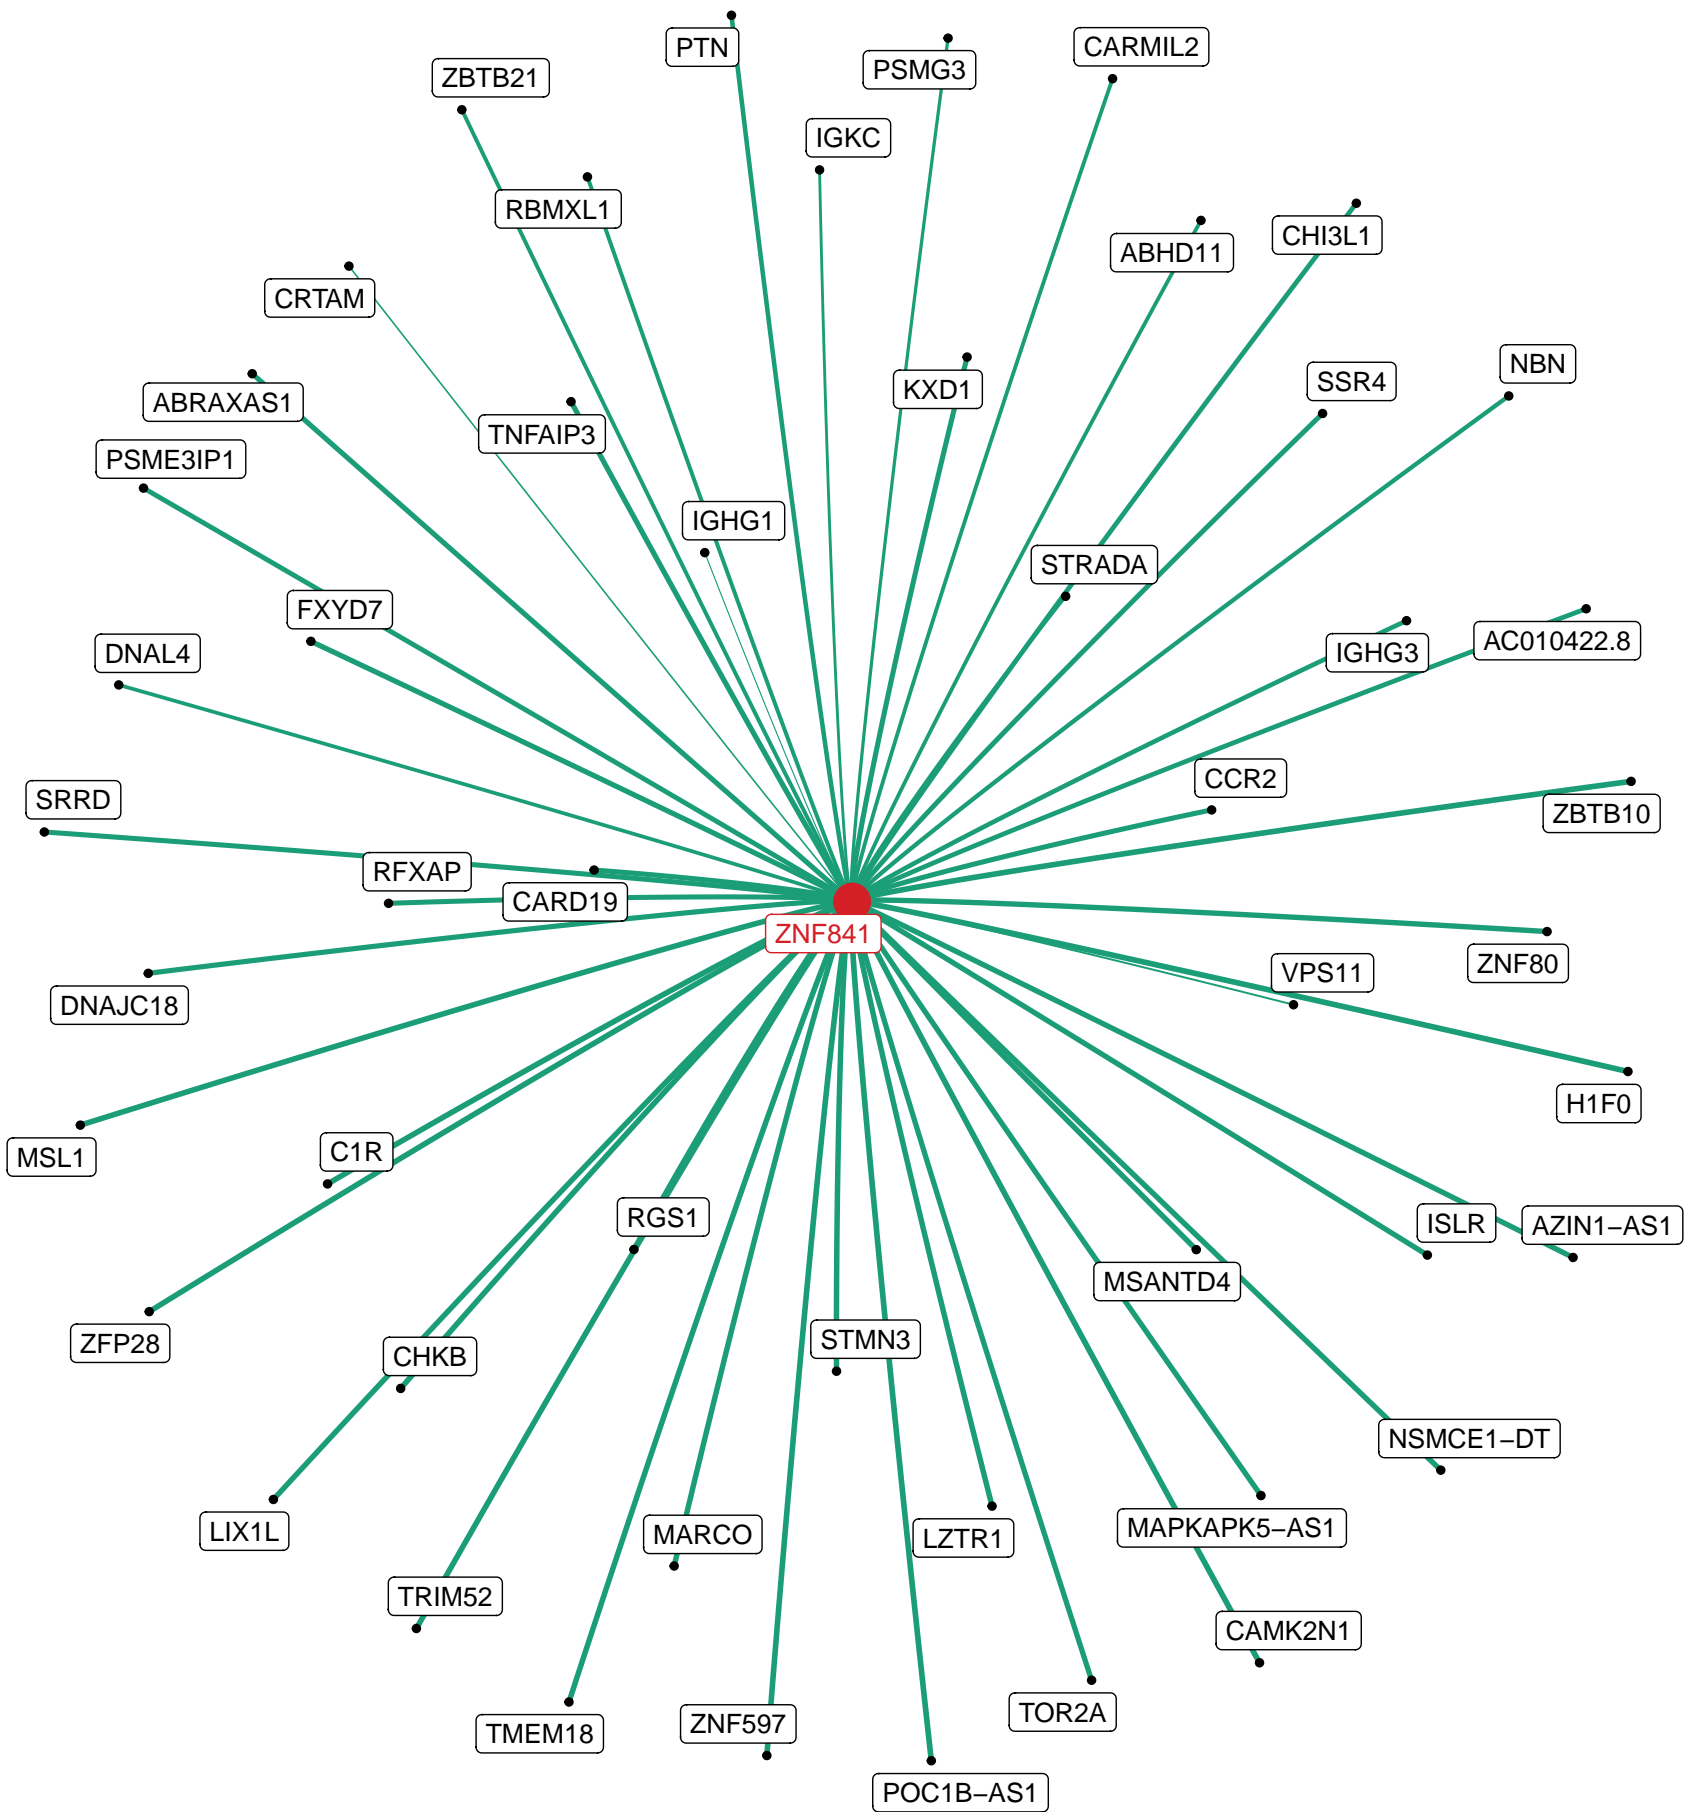 PTN
CARMIL2
PSMG3
ZBTB21
IGKC
RBMXL1
CHI3L1
ABHD11
CRTAM
NBN
SSR4
KXD1
ABRAXAS1
TNFAIP3
PSME3IP1
IGHG1
STRADA
FXYD7
AC010422.8
DNAL4
IGHG3
CCR2
SRRD
ZBTB10
RFXAP
CARD19
ZNF841
ZNF80
VPS11
DNAJC18
H1F0
C1R
MSL1
RGS1
ISLR
AZIN1−AS1
MSANTD4
STMN3
ZFP28
CHKB
NSMCE1−DT
MAPKAPK5−AS1
LIX1L
MARCO
LZTR1
TRIM52
CAMK2N1
TOR2A
ZNF597
TMEM18
POC1B−AS1